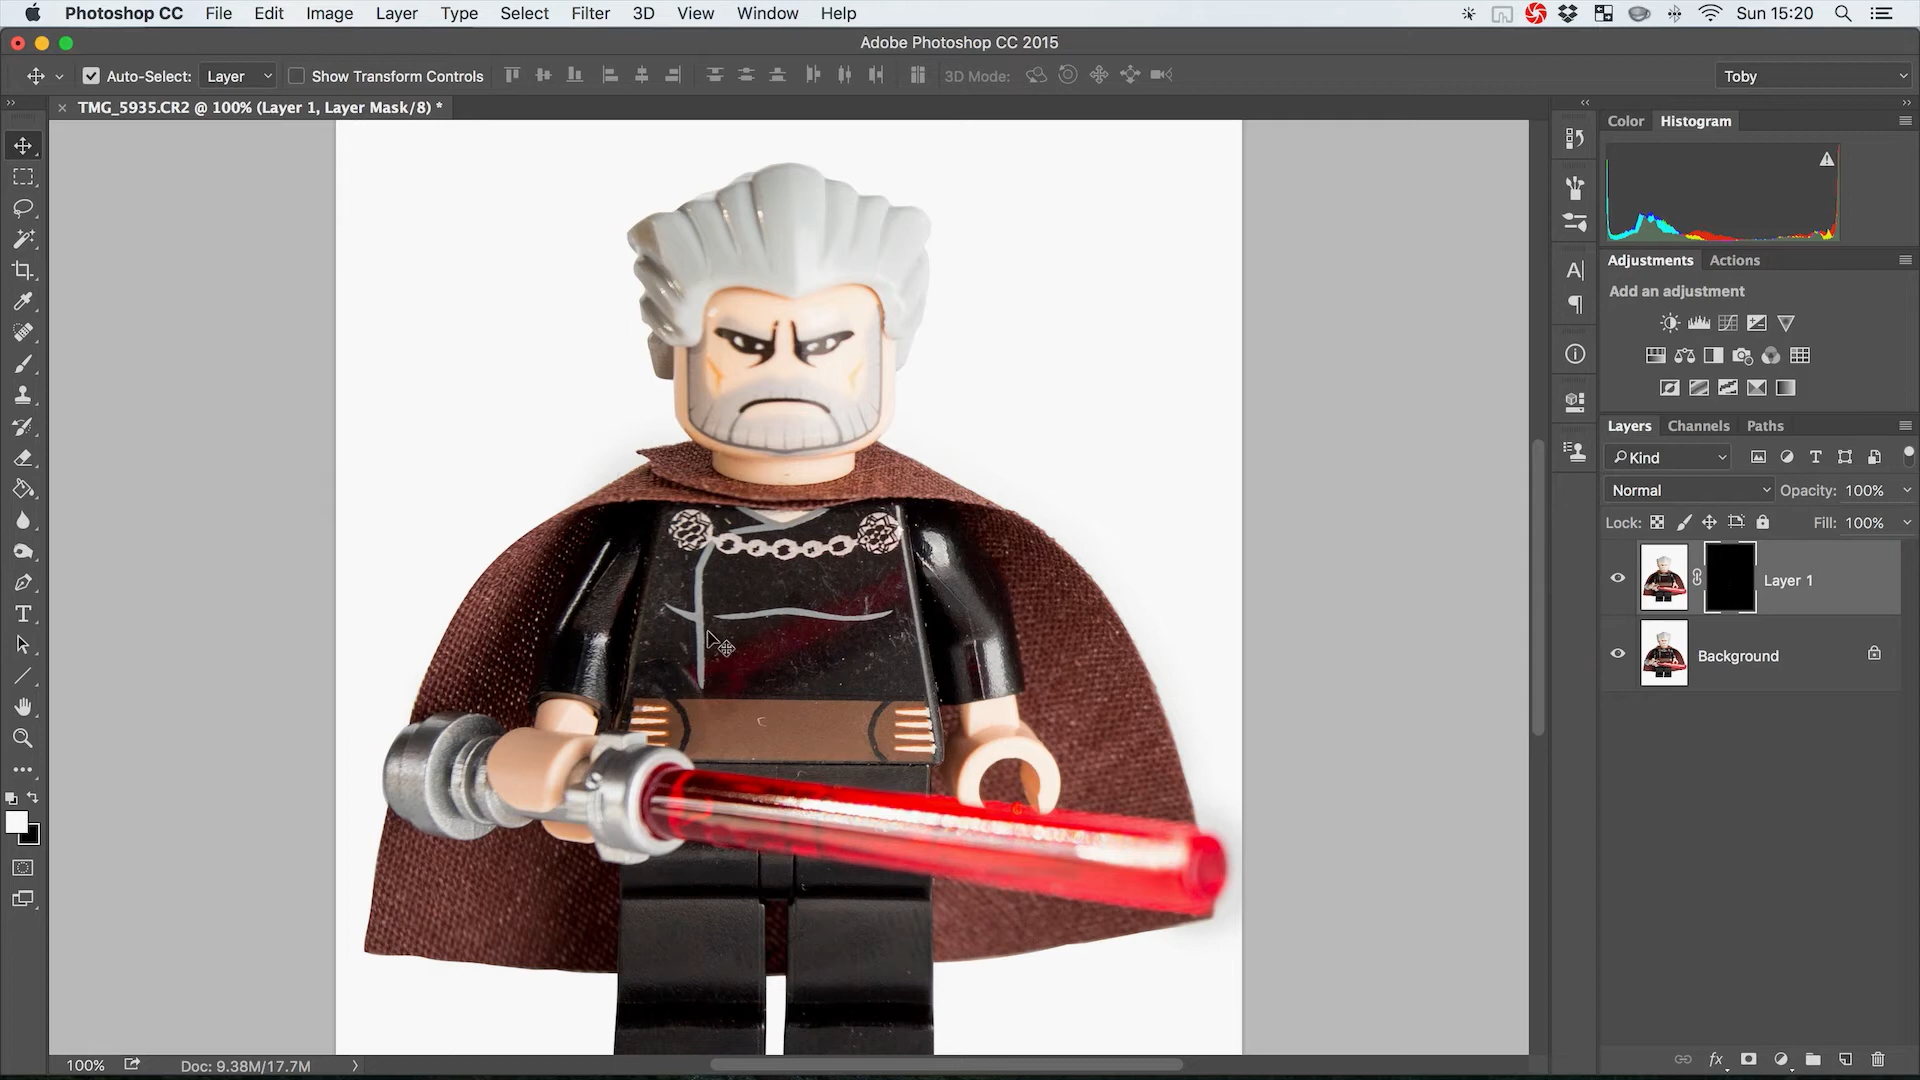 Photoshop CC File Edit Image Layer Type Select Filter 3D View Window Help Sun 15:20
Adobe Photoshop CC 2015
Auto-Select: Layer Show Transform Controls 3D Mode: Toby
TMG_5935.CR2 @ 100% (Layer 1, Layer Mask/8) *
Color Histogram
Adjustments Actions
Add an adjustment
Layers Channels Paths
Kind
Normal Opacity: 100%
Lock: Fill: 100%
Layer 1
Background
100% Doc: 9.38M/17.7M